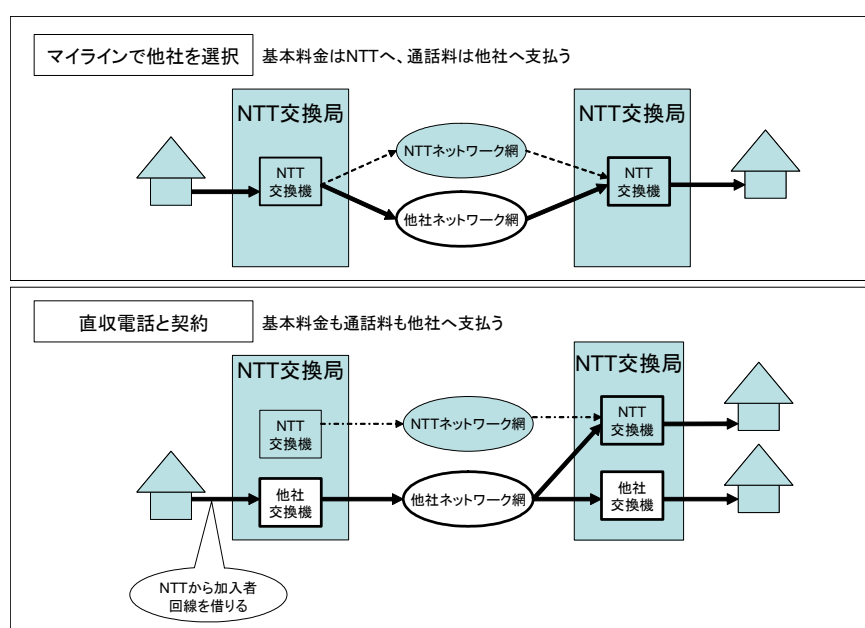 マイラインで他社を選択
基本料金はNTTへ、通話料は他社へ支払う
NTT交換局
NTT交換局
NTTネットワーク網
NTT
交換機
NTT
交換機
他社ネットワーク網
直収電話と契約
基本料金も通話料も他社へ支払う
NTT交換局
NTT交換局
NTT
交換機
NTTネットワーク網
NTT
交換機
他社
交換機
他社ネットワーク網
他社
交換機
NTTから加入者
回線を借りる